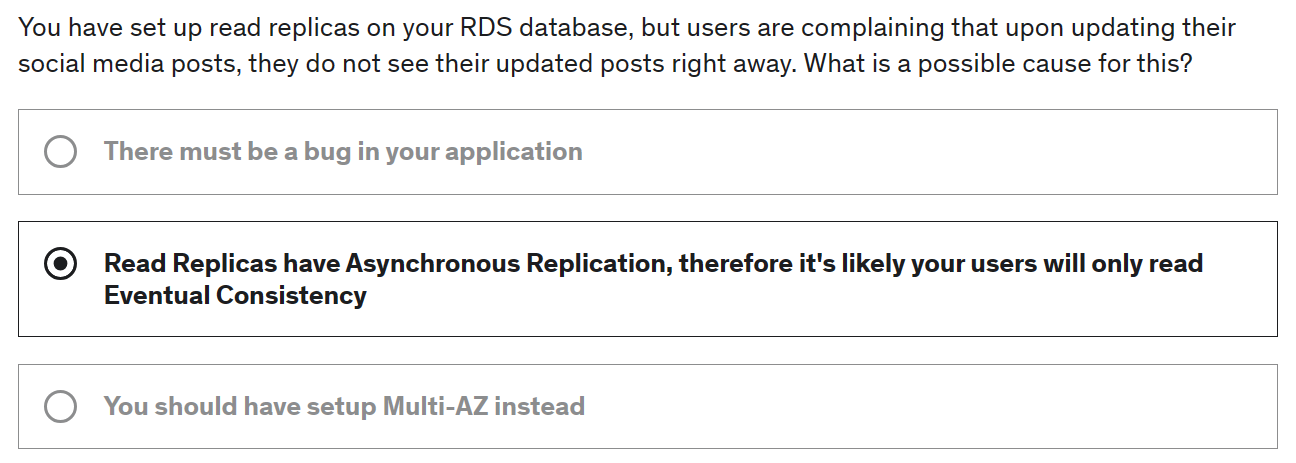 You have set up read replicas on your RDS database, but users are complaining that upon updating their
social media posts, they do not see their updated posts right away. What is a possible cause for this?
There must be a bug in your application
Read Replicas have Asynchronous Replication, therefore it's likely your users will only read
Eventual Consistency
You should have setup Multi-AZ instead